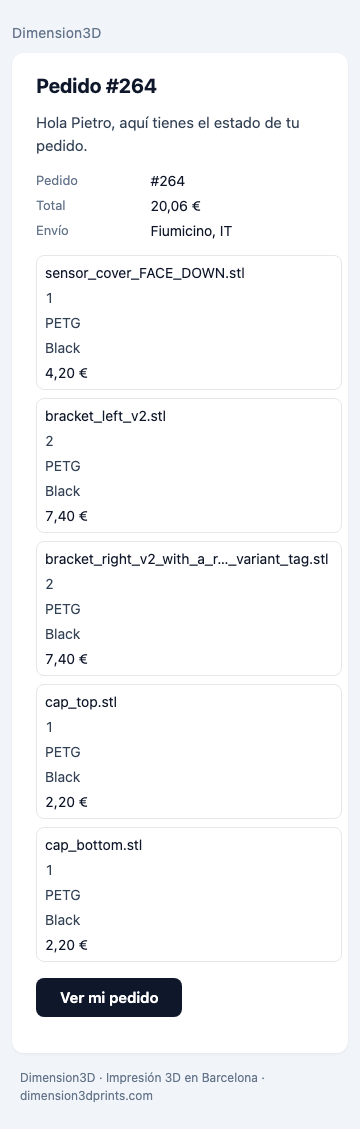 Dimension3D
Pedido #264
Hola Pietro, aquí tienes el estado de tu
pedido.
Pedido #264
Total 20,06 €
Envío Fiumicino, IT
sensor_cover_FACE_DOWN.stl
1
PETG
Black
4,20 €
bracket_left_v2.stl
2
PETG
Black
7,40 €
bracket_right_v2_with_a_r..._variant_tag.stl
2
PETG
Black
7,40 €
cap_top.stl
1
PETG
Black
2,20 €
cap_bottom.stl
1
PETG
Black
2,20 €
Ver mi pedido
Dimension3D · Impresión 3D en Barcelona ·
dimension3dprints.com